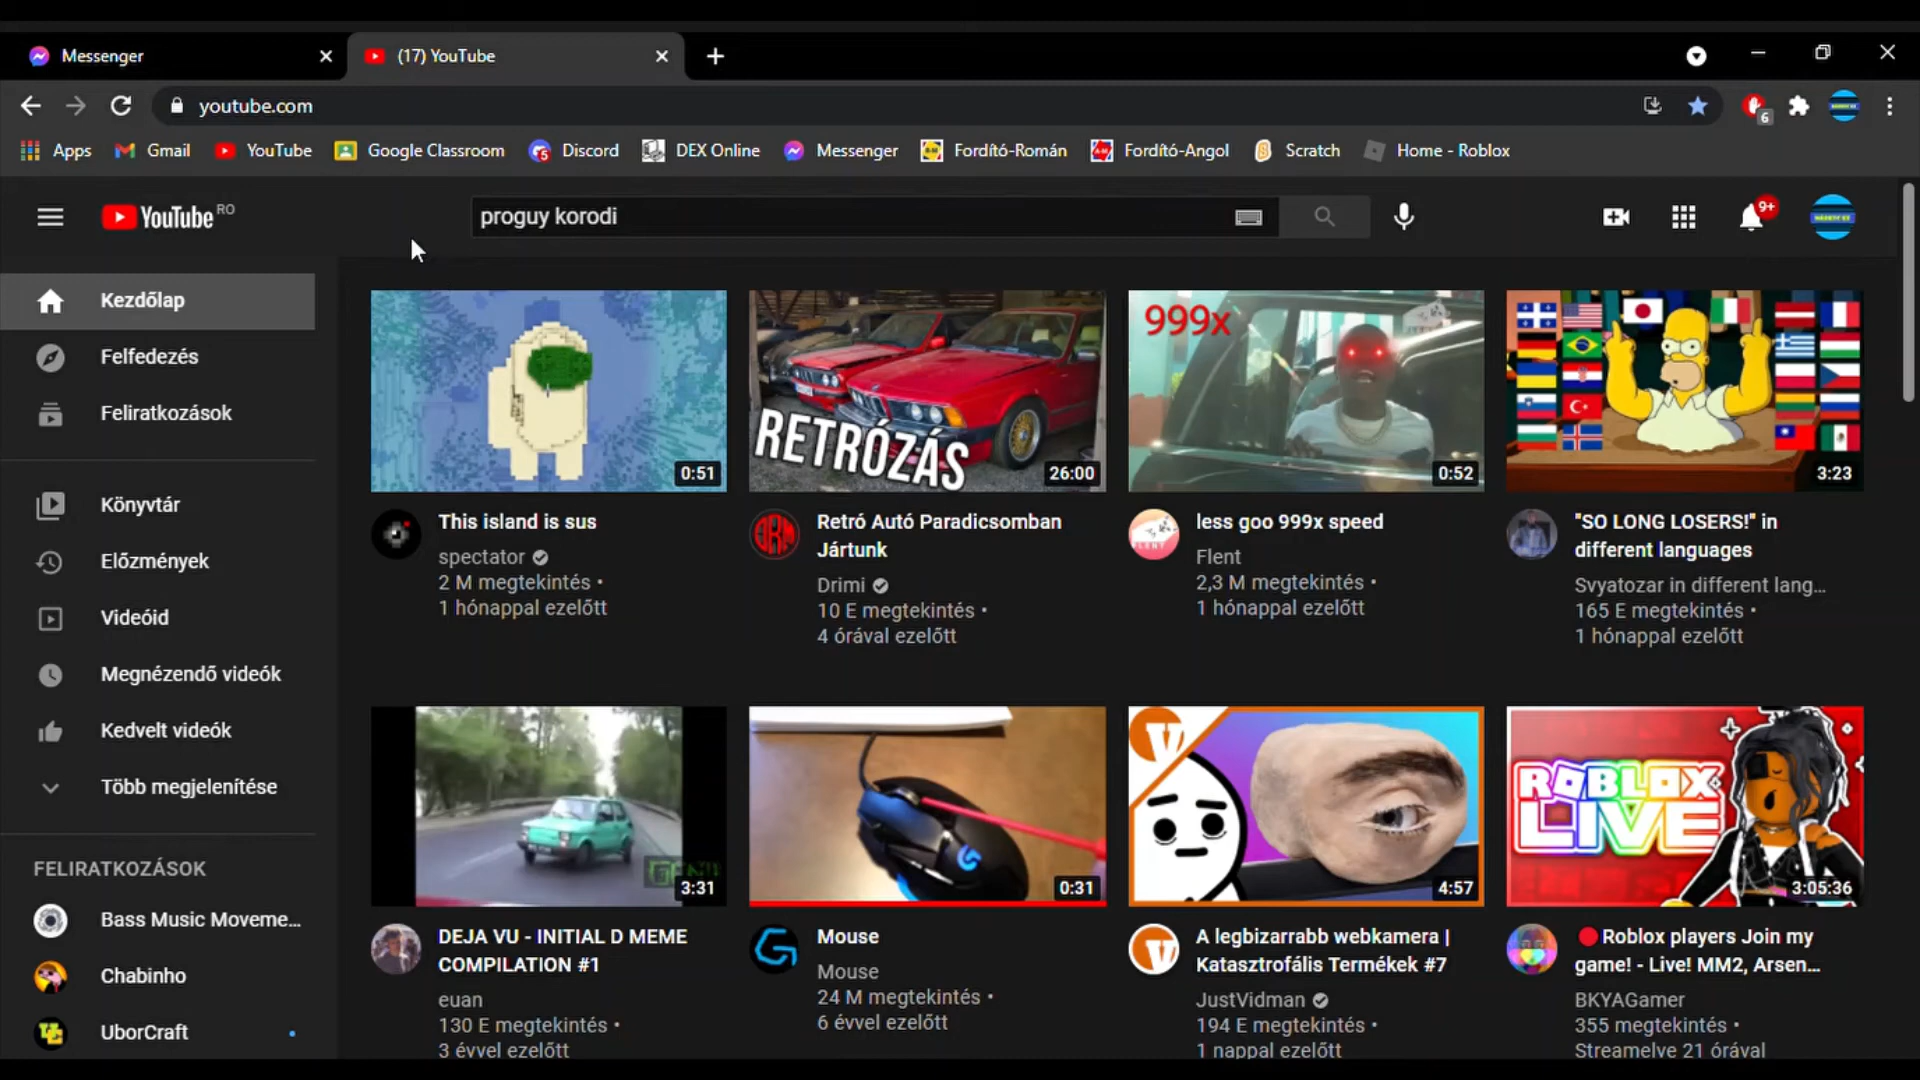 Messenger
(17) YouTube
youtube.com
6
Apps
Gmail
YouTube
Google Classroom
5
Discord
DEX Online
Messenger
Fordító-Román
Fordító-Angol
Scratch
Home - Roblox
YouTube RO
proguy korodi
9+
Kezdőlap
Felfedezés
Feliratkozások
Könyvtár
Előzmények
Videóid
Megnézendő videók
Kedvelt videók
Több megjelenítése
FELIRATKOZÁSOK
Bass Music Moveme...
Chabinho
UborCraft
0:51
This island is sus
spectator
2 M megtekintés •
1 hónappal ezelőtt
RETRÓZÁS
26:00
Retró Autó Paradicsomban
Jártunk
Drimi
10 E megtekintés •
4 órával ezelőtt
999x
0:52
less goo 999x speed
Flent
2,3 M megtekintés •
1 hónappal ezelőtt
3:23
"SO LONG LOSERS!" in
different languages
Svyatozar in different lang...
165 E megtekintés •
1 hónappal ezelőtt
3:31
DEJA VU - INITIAL D MEME
COMPILATION #1
euan
130 E megtekintés •
3 évvel ezelőtt
0:31
Mouse
Mouse
24 M megtekintés •
6 évvel ezelőtt
4:57
A legbizarrabb webkamera |
Katasztrofális Termékek #7
JustVidman
194 E megtekintés •
1 nappal ezelőtt
ROBLOX
LIVE
3:05:36
🔴Roblox players Join my
game! - Live! MM2, Arsen...
BKYAGamer
355 megtekintés •
Streamelve 21 órával